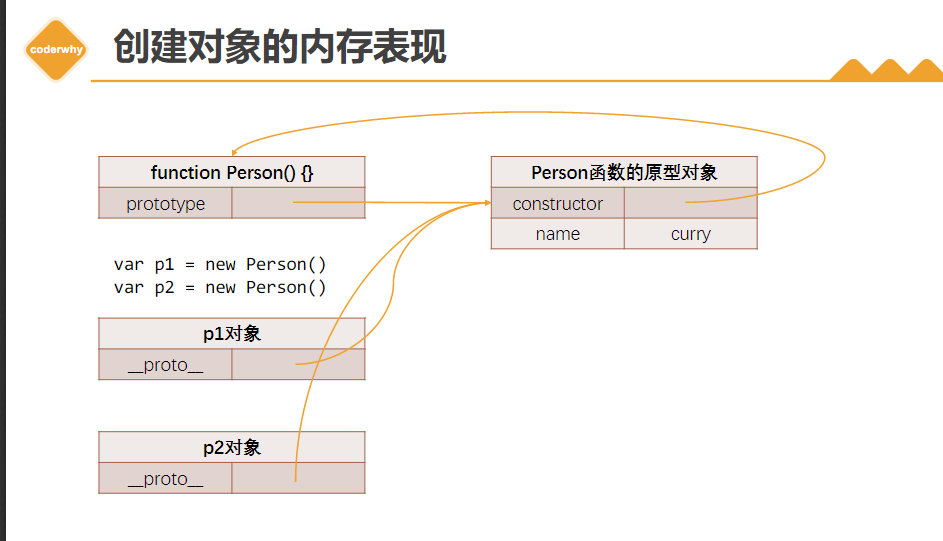 coderwhy
创建对象的内存表现
function Person() {}
prototype
Person函数的原型对象
constructor
name curry
var p1 = new Person()
var p2 = new Person()
p1对象
__proto__
p2对象
__proto__